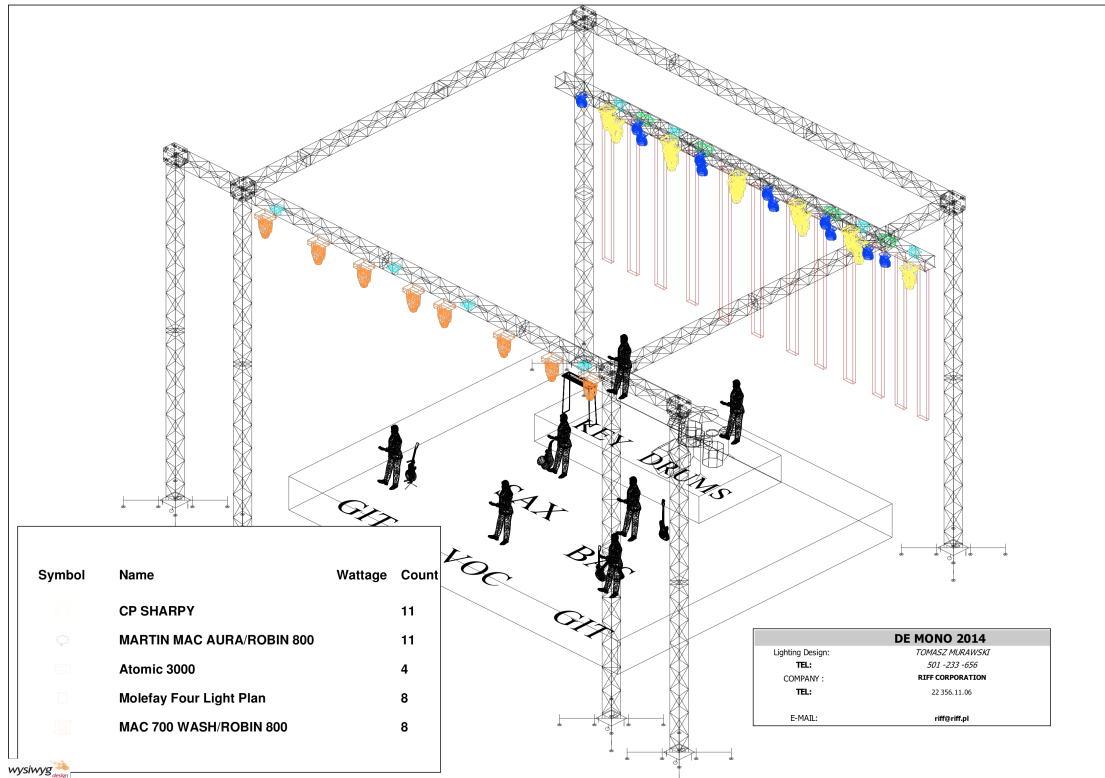 KEY
DRUMS
SAX
GIT
BAS
VOC
GIT
Symbol Name Wattage Count
CP SHARPY 11
MARTIN MAC AURA/ROBIN 800 11
Atomic 3000 4
Molefay Four Light Plan 8
MAC 700 WASH/ROBIN 800 8
wysiwyg design
DE MONO 2014
Lighting Design: TOMASZ MURAWSKI
TEL: 501 -233 -656
COMPANY : RIFF CORPORATION
TEL: 22 356.11.06
E-MAIL: riff@riff.pl